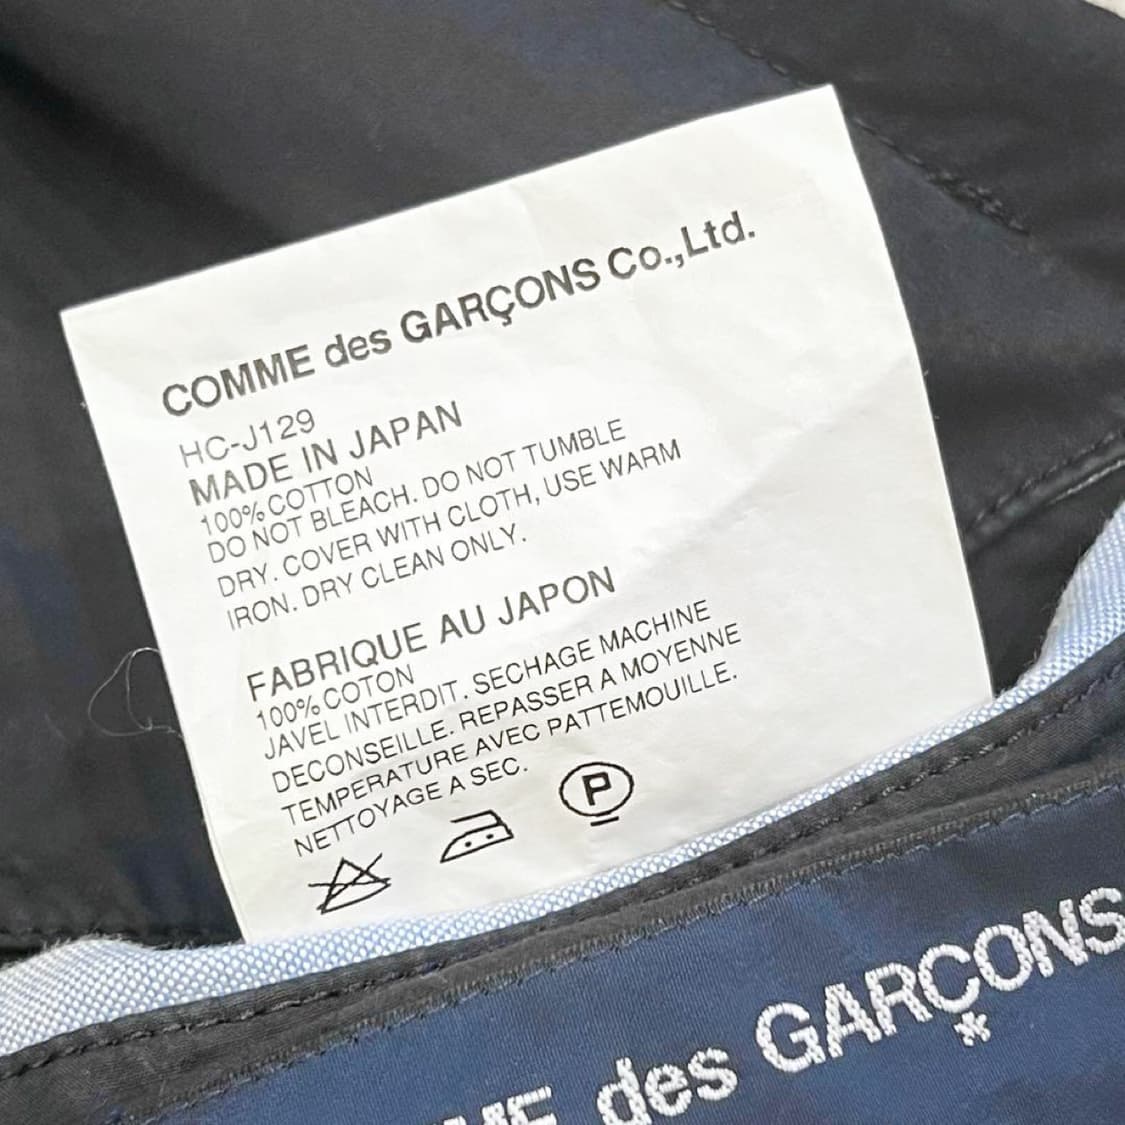 COMME des GARÇONS Co.,Ltd.
HC-J129
MADE IN JAPAN
100% COTTON
DO NOT BLEACH. DO NOT TUMBLE
DRY. COVER WITH CLOTH, USE WARM
IRON. DRY CLEAN ONLY.
FABRIQUE AU JAPON
100% COTON
JAVEL INTERDIT. SECHAGE MACHINE
DECONSEILLE. REPASSER A MOYENNE
TEMPERATURE AVEC PATTEMOUILLE.
NETTOYAGE A SEC.
P
des GARÇONS